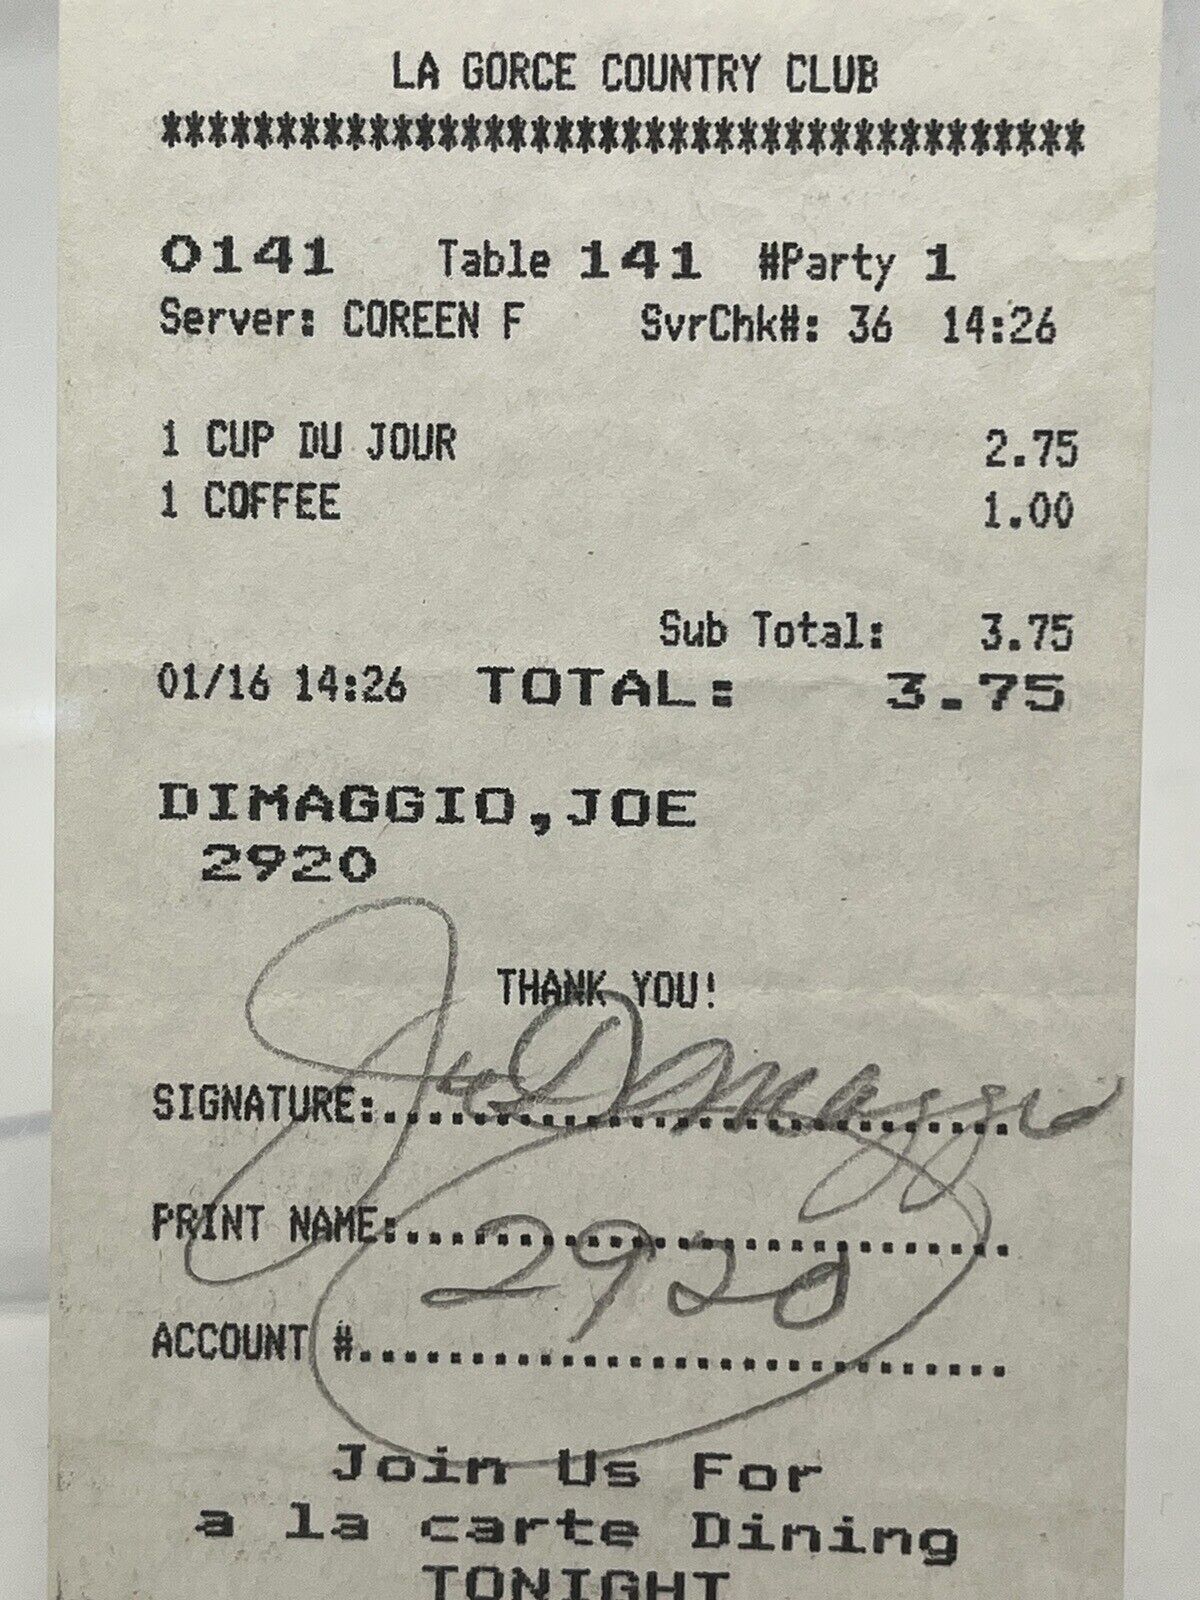 LA GORCE COUNTRY CLUB
****************************************
0141 Table 141 #Party 1
Server: COREEN F SvrChk#: 36 14:26
1 CUP DU JOUR 2.75
1 COFFEE 1.00
Sub Total: 3.75
01/16 14:26 TOTAL: 3.75
DIMAGGIO,JOE
2920
THANK YOU!
SIGNATURE:............................ Joe DiMaggio
PRINT NAME:...........................
2920
ACCOUNT #.............................
Join Us For
a la carte Dining
TONIGHT